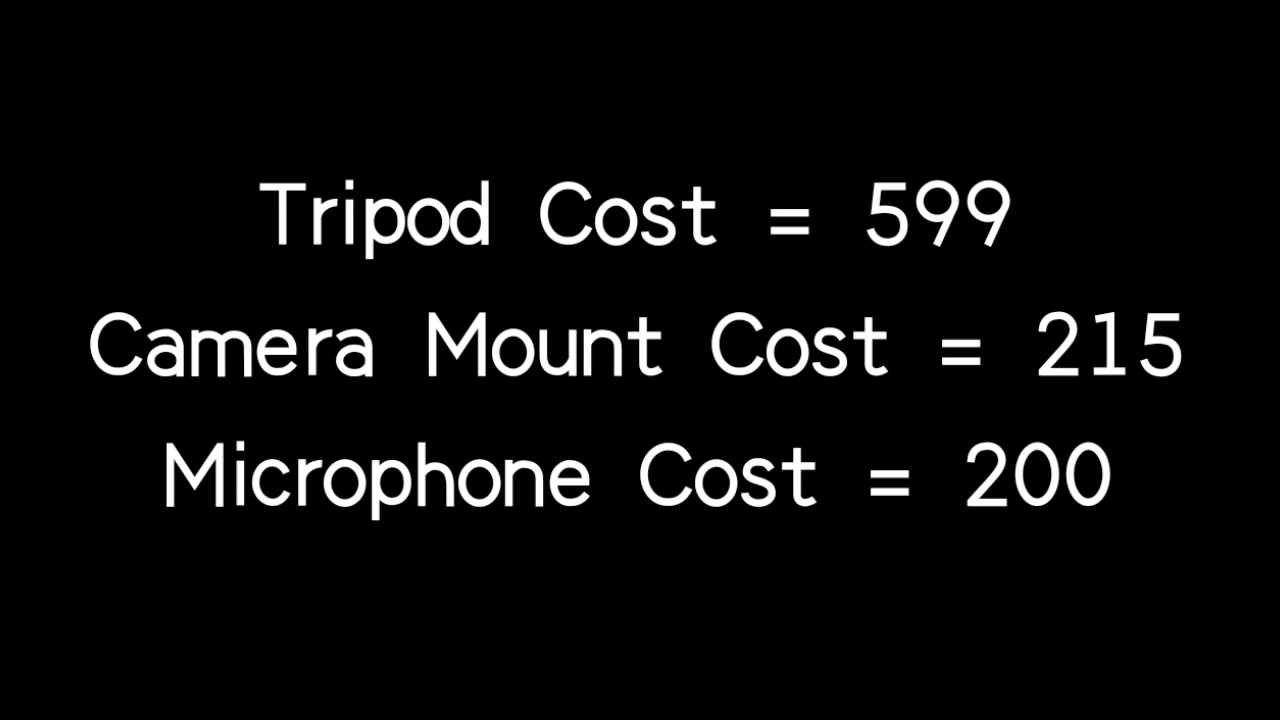 Tripod Cost = 599
Camera Mount Cost = 215
Microphone Cost = 200